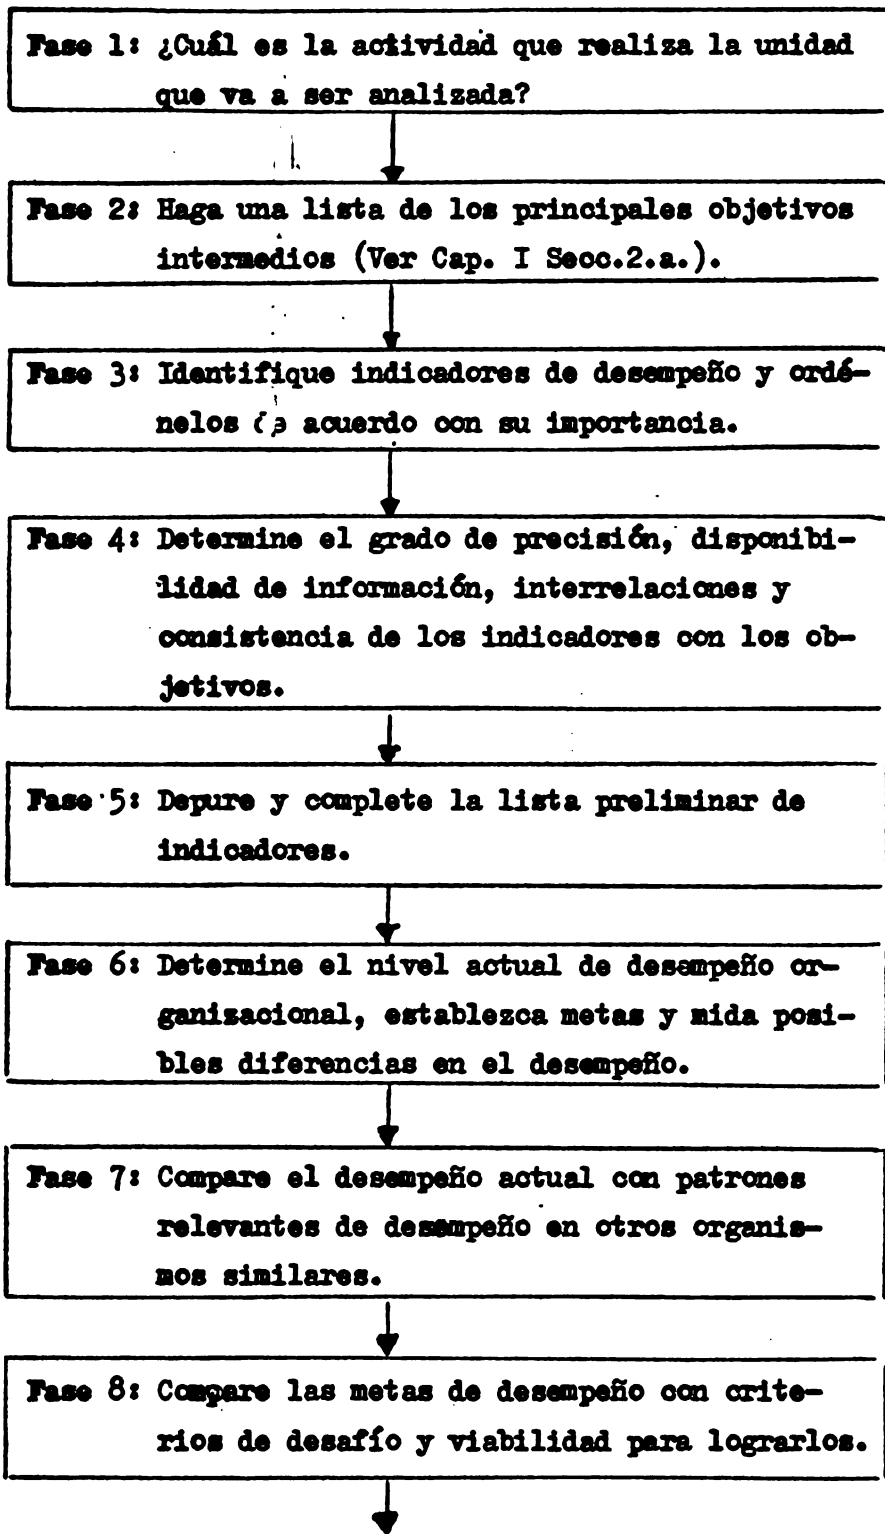 Fase 1: ¿Cuál es la actividad que realiza la unidad
que va a ser analizada?
Fase 2: Haga una lista de los principales objetivos
intermedios (Ver Cap. I Secc.2.a.).
Fase 3: Identifique indicadores de desempeño y ordé-
nelos de acuerdo con su importancia.
Fase 4: Determine el grado de precisión, disponibi-
lidad de información, interrelaciones y
consistencia de los indicadores con los ob-
jetivos.
Fase 5: Depure y complete la lista preliminar de
indicadores.
Fase 6: Determine el nivel actual de desempeño or-
ganizacional, establezca metas y mida posi-
bles diferencias en el desempeño.
Fase 7: Compare el desempeño actual con patrones
relevantes de desempeño en otros organis-
mos similares.
Fase 8: Compare las metas de desempeño con crite-
rios de desafío y viabilidad para lograrlos.